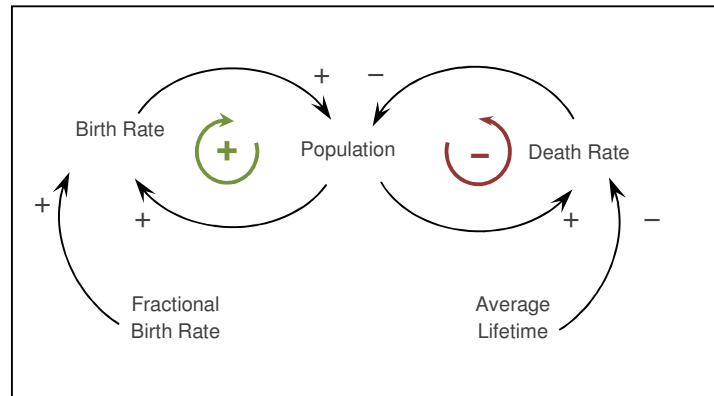 + −
Birth Rate
+
Population
−
Death Rate
+
+
+
−
Fractional
Birth Rate
Average
Lifetime